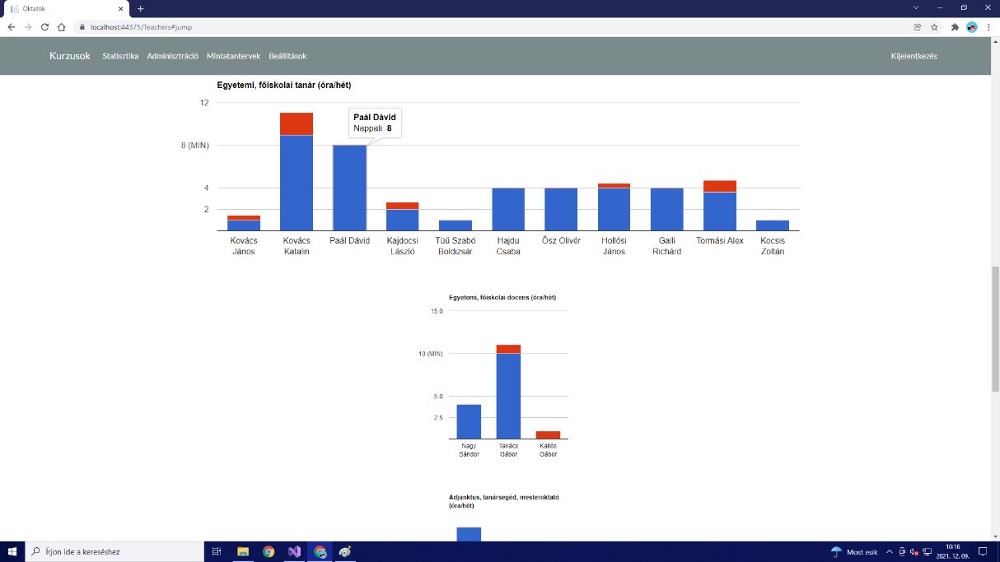 Oktatók
localhost:44375/Teachers#jump
Kurzusok Statisztika Adminisztráció Mintatantervek Beállítások Kijelentkezés
Egyetemi, főiskolai tanár (óra/hét)
12
8 (MIN)
4
2
Paál Dávid
Nappali: 8
Kovács János
Kovács Katalin
Paál Dávid
Kajdocsi László
Tüű Szabó Boldizsár
Hajdu Csaba
Ősz Olivér
Hollósi János
Galli Richárd
Tormási Alex
Kocsis Zoltán
Egyetemi, főiskolai docens (óra/hét)
15.0
10 (MIN)
5.0
2.5
Nagy Sándor
Takács Gábor
Kallós Gábor
Adjunktus, tanársegéd, mesteroktató
(óra/hét)
Írjon ide a kereséshez
Most esik
10:16
2021. 12. 09.